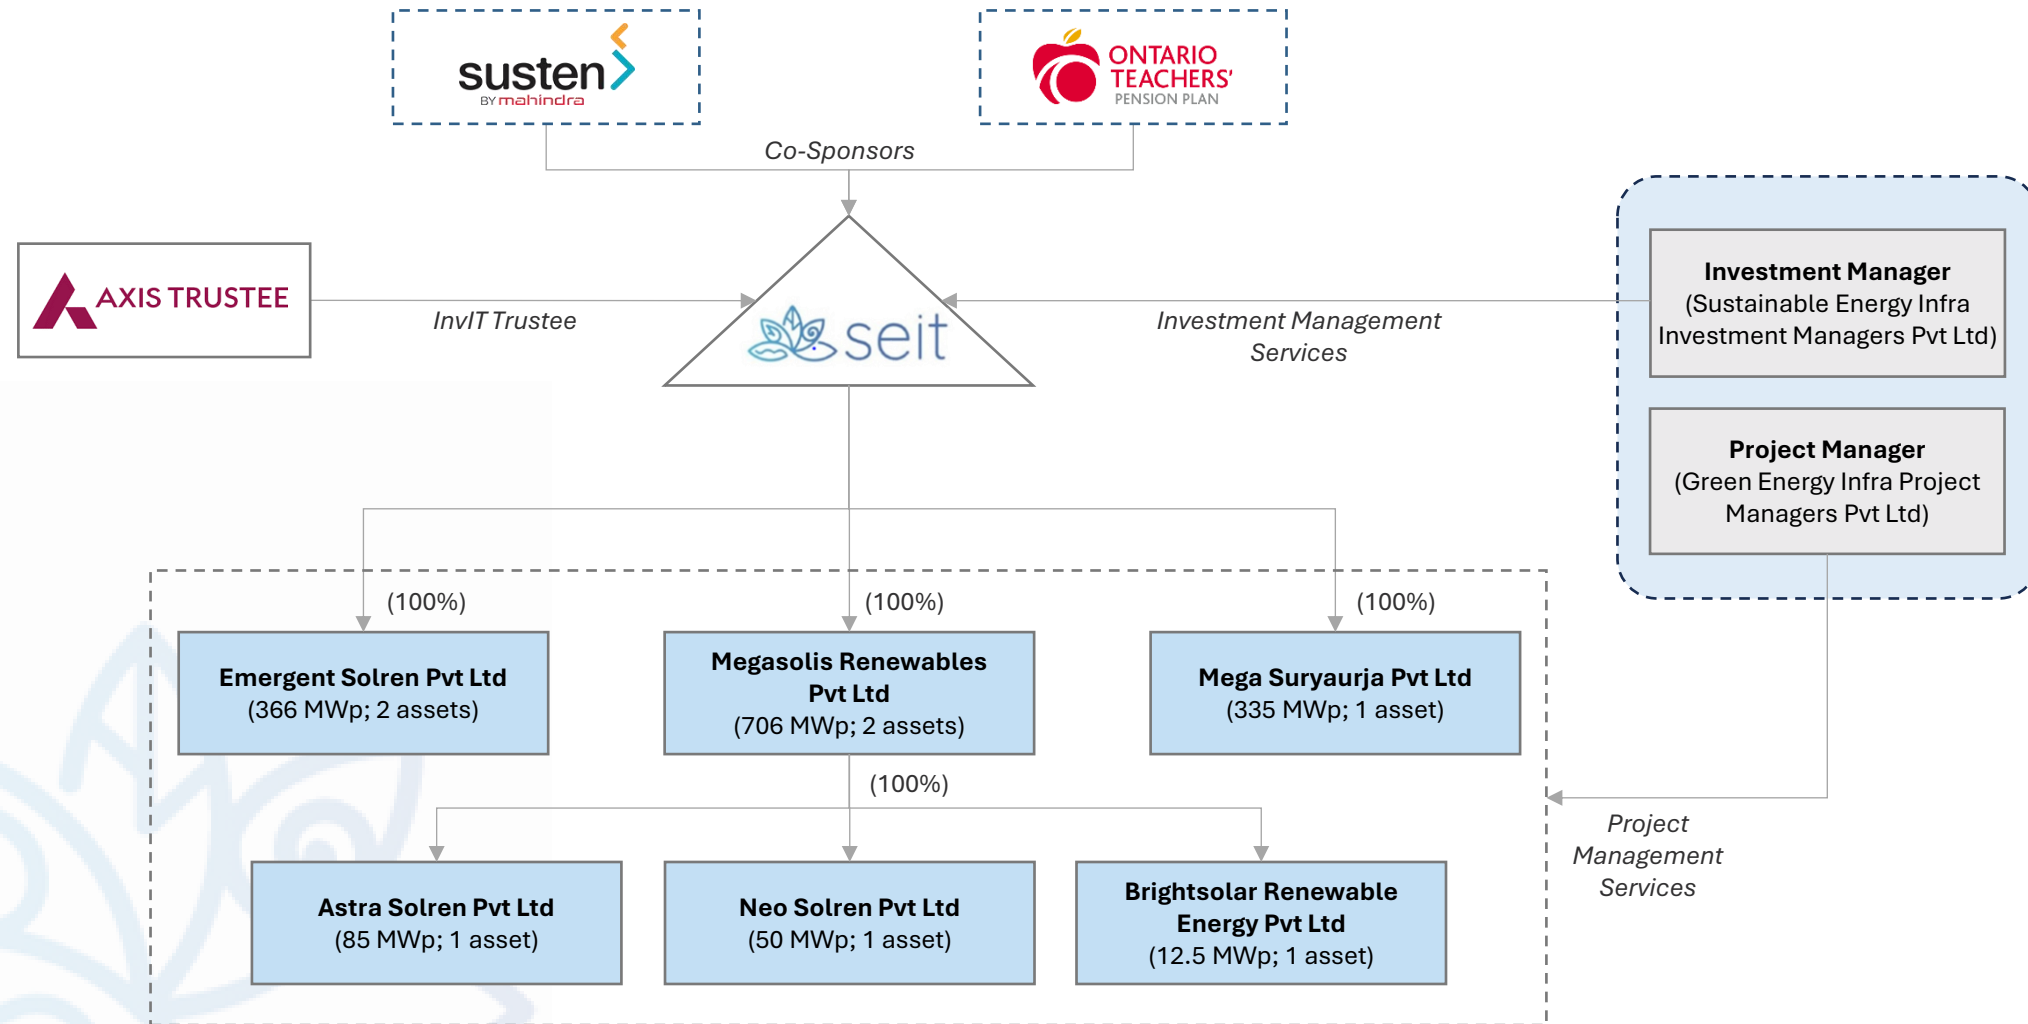 susten
BY mahindra
ONTARIO
TEACHERS'
PENSION PLAN
Co-Sponsors
AXIS TRUSTEE
InvIT Trustee
seit
Investment Management
Services
Investment Manager
(Sustainable Energy Infra
Investment Managers Pvt Ltd)
Project Manager
(Green Energy Infra Project
Managers Pvt Ltd)
(100%)
(100%)
(100%)
Emergent Solren Pvt Ltd
(366 MWp; 2 assets)
Megasolis Renewables
Pvt Ltd
(706 MWp; 2 assets)
Mega Suryaurja Pvt Ltd
(335 MWp; 1 asset)
(100%)
Project
Management
Services
Astra Solren Pvt Ltd
(85 MWp; 1 asset)
Neo Solren Pvt Ltd
(50 MWp; 1 asset)
Brightsolar Renewable
Energy Pvt Ltd
(12.5 MWp; 1 asset)